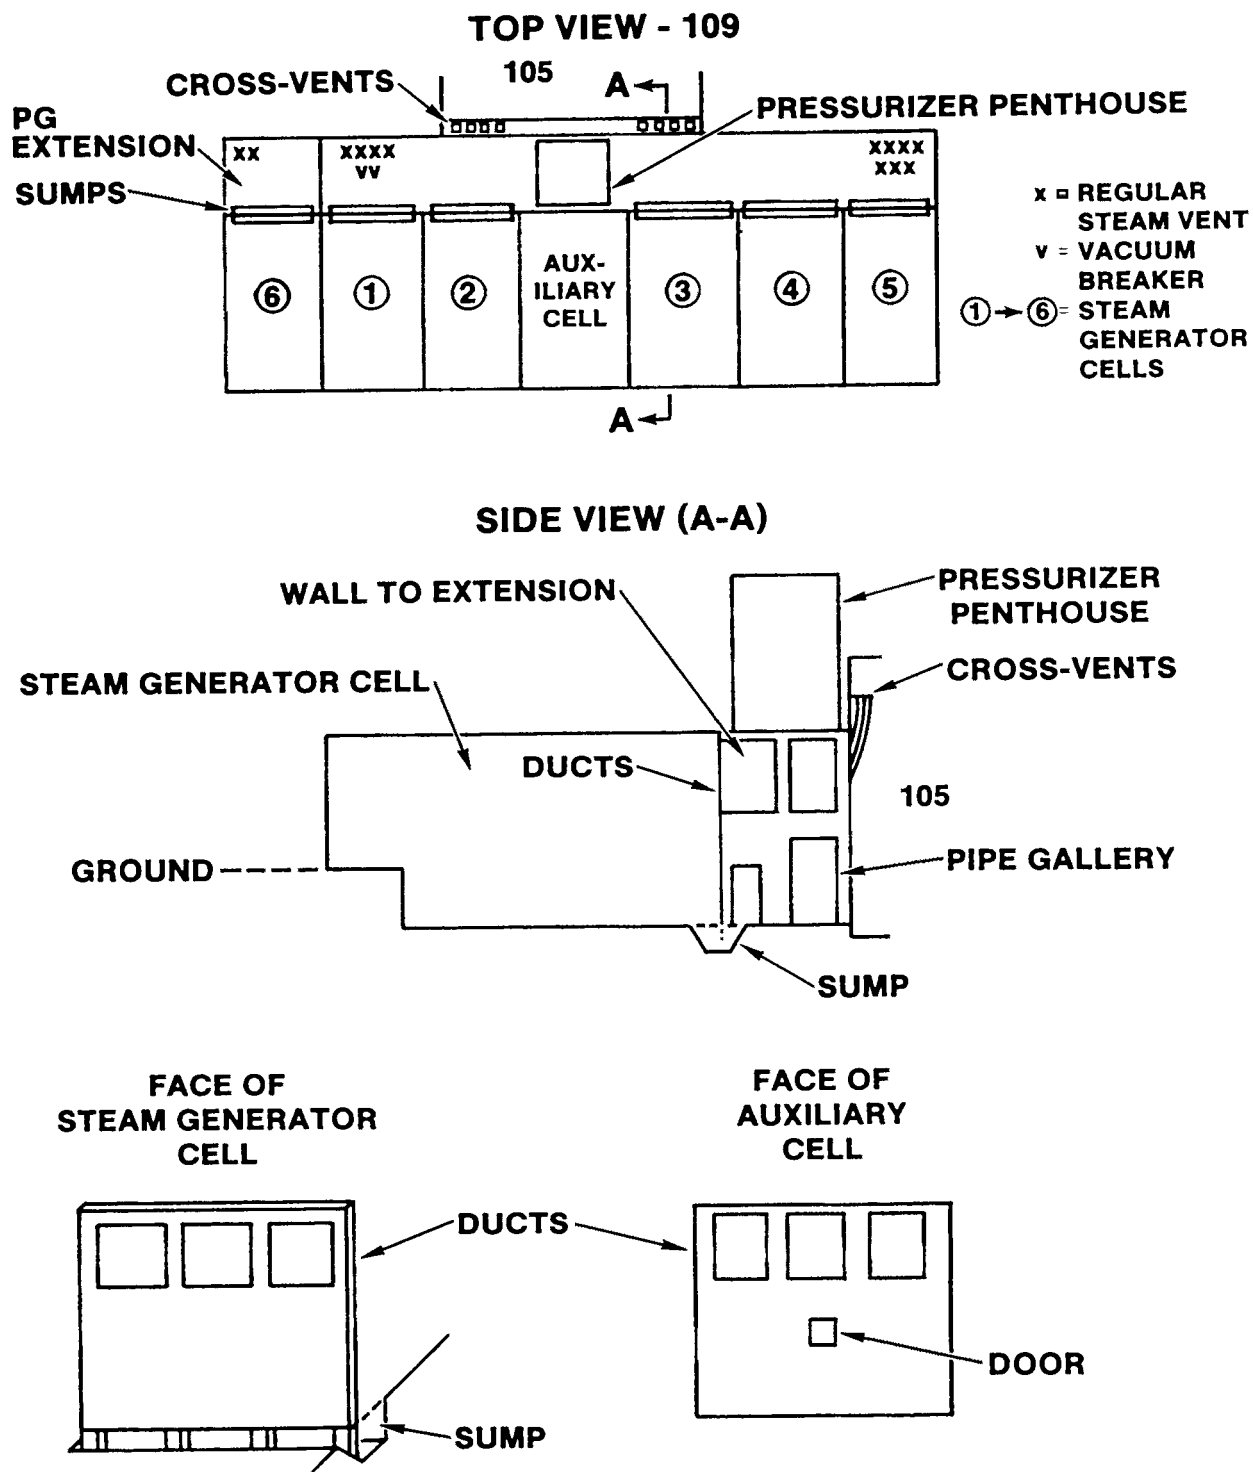 TOP VIEW - 109
CROSS-VENTS
105
A
PG
EXTENSION
PRESSURIZER PENTHOUSE
xx
xxxx
vv
xxxx
xxx
SUMPS
x = REGULAR
STEAM VENT
v = VACUUM
BREAKER
① → ⑥ = STEAM
GENERATOR
CELLS
⑥
①
②
AUX-
ILIARY
CELL
③
④
⑤
A
SIDE VIEW (A-A)
WALL TO EXTENSION
PRESSURIZER
PENTHOUSE
STEAM GENERATOR CELL
CROSS-VENTS
DUCTS
105
GROUND
PIPE GALLERY
SUMP
FACE OF
STEAM GENERATOR
CELL
FACE OF
AUXILIARY
CELL
DUCTS
DOOR
SUMP